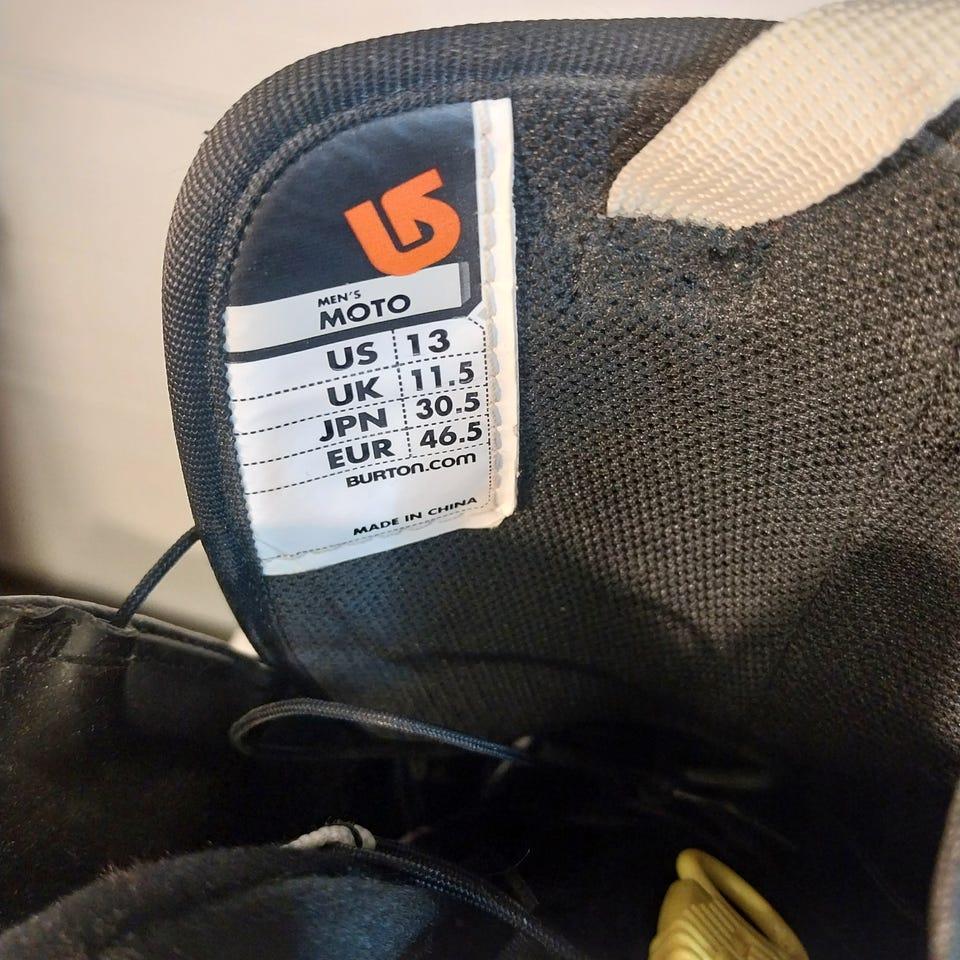 MEN'S
MOTO
US 13
UK 11.5
JPN 30.5
EUR 46.5
BURTON.COM
MADE IN CHINA